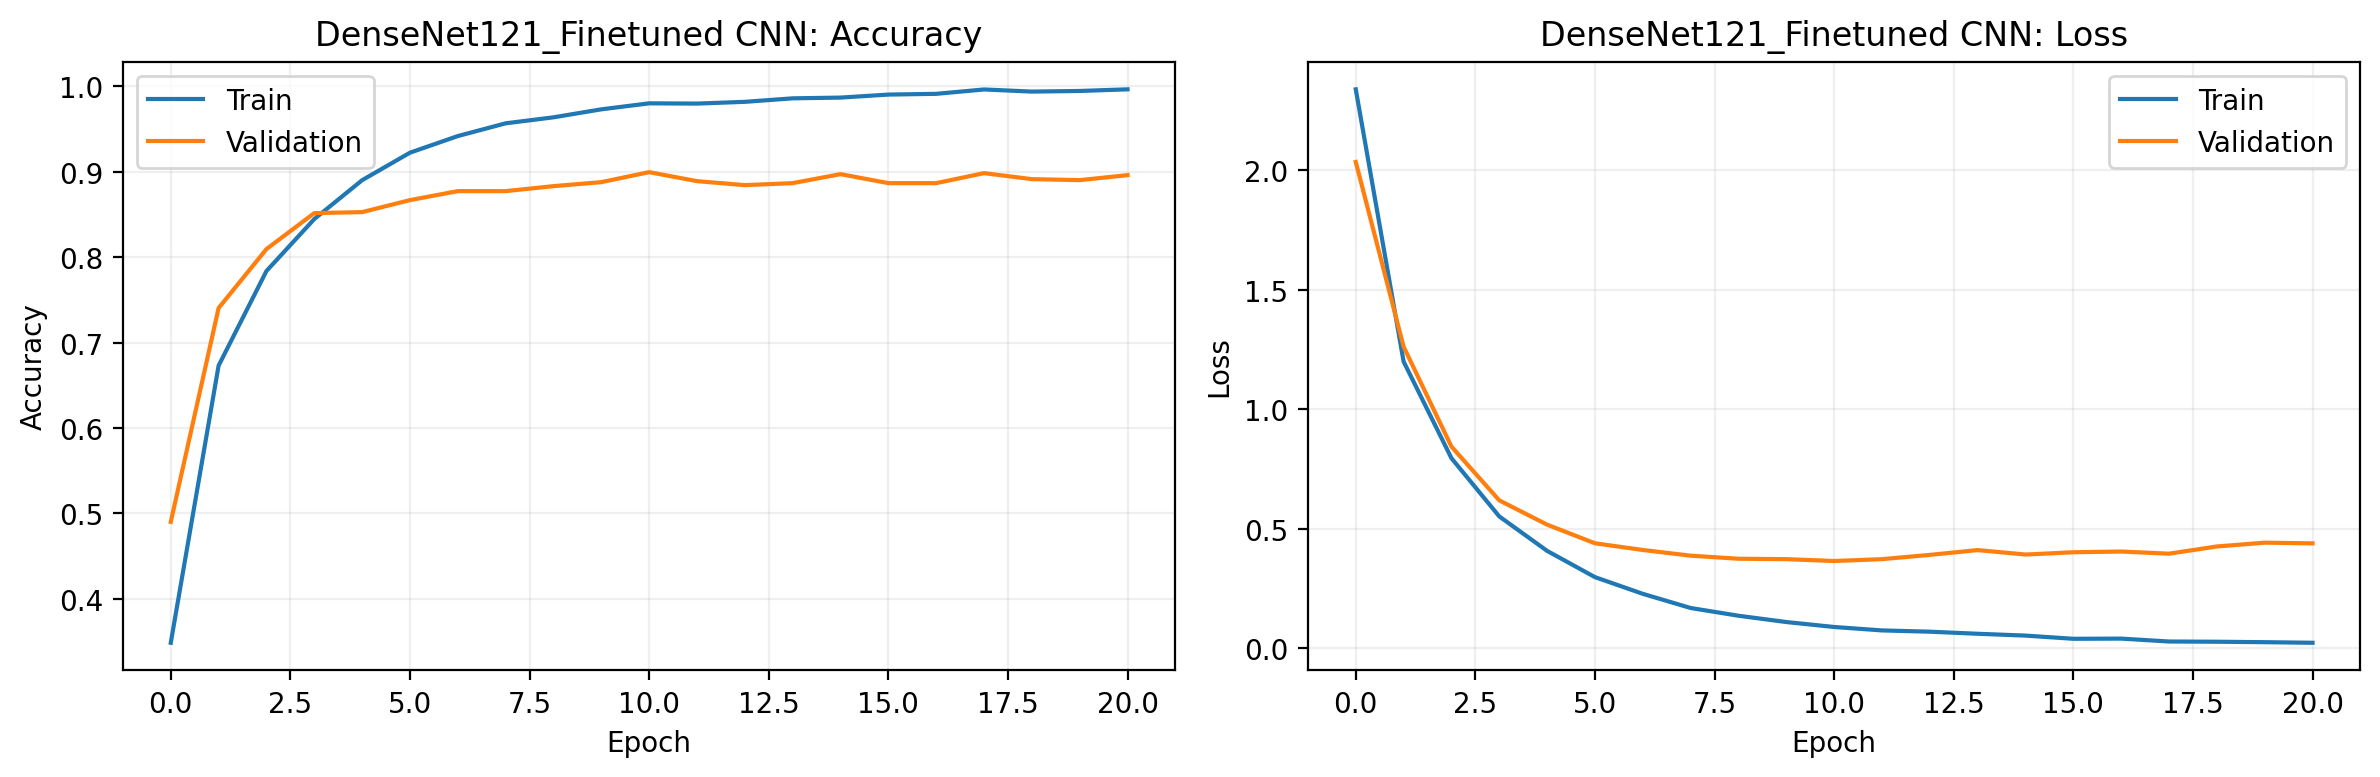 DenseNet121_Finetuned CNN: Accuracy
Train
Validation
1.0
0.9
0.8
0.7
0.6
0.5
0.4
Accuracy
0.0 2.5 5.0 7.5 10.0 12.5 15.0 17.5 20.0
Epoch
DenseNet121_Finetuned CNN: Loss
Train
Validation
2.0
1.5
1.0
0.5
0.0
Loss
0.0 2.5 5.0 7.5 10.0 12.5 15.0 17.5 20.0
Epoch